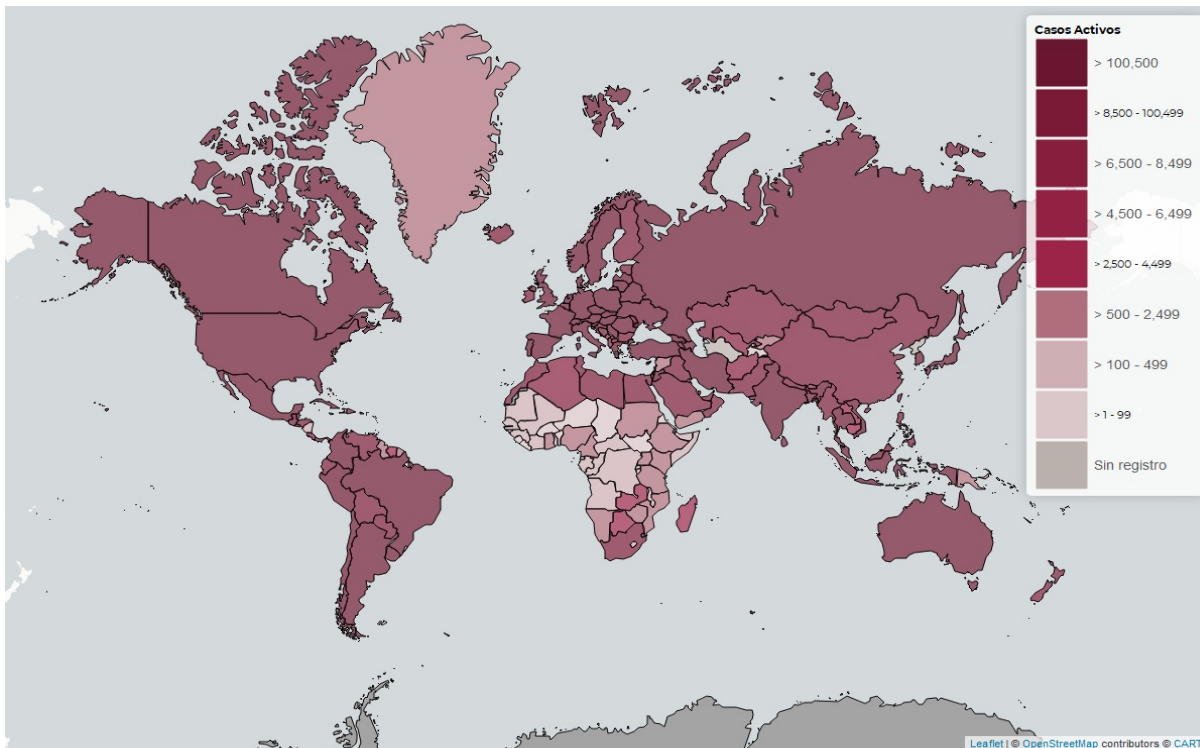 Casos Activos
> 100,500
> 8,500 - 100,499
> 6,500 - 8,499
> 4,500 - 6,499
> 2,500 - 4,499
> 500 - 2,499
> 100 - 499
> 1 - 99
Sin registro
Leaflet | © OpenStreetMap contributors © CART